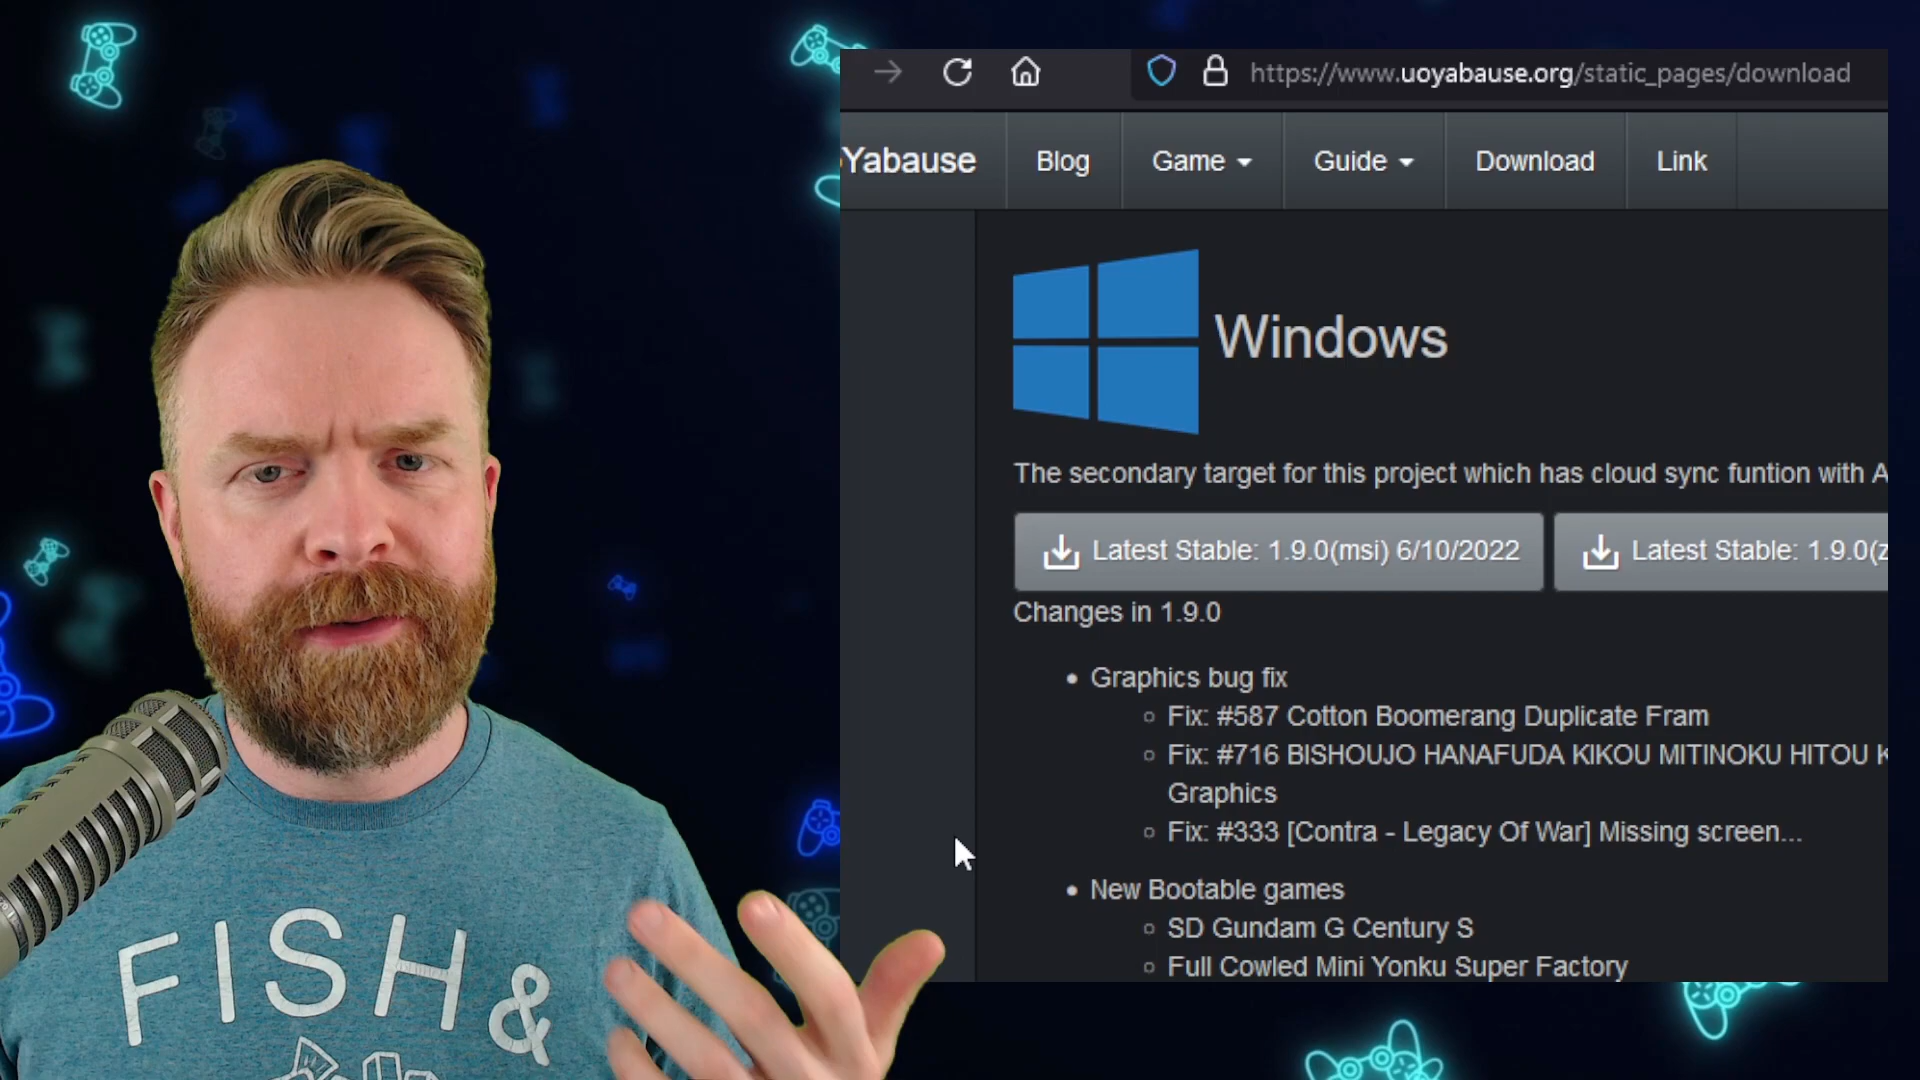 https://www.uoyabause.org/static_pages/download
Yabause
Blog
Game
Guide
Download
Link
Windows
The secondary target for this project which has cloud sync funtion with A
Latest Stable: 1.9.0(msi) 6/10/2022
Latest Stable: 1.9.0(z
Changes in 1.9.0
Graphics bug fix
Fix: #587 Cotton Boomerang Duplicate Fram
Fix: #716 BISHOUJO HANAFUDA KIKOU MITINOKU HITOU K
Graphics
Fix: #333 [Contra - Legacy Of War] Missing screen...
New Bootable games
SD Gundam G Century S
Full Cowled Mini Yonku Super Factory
FISH &